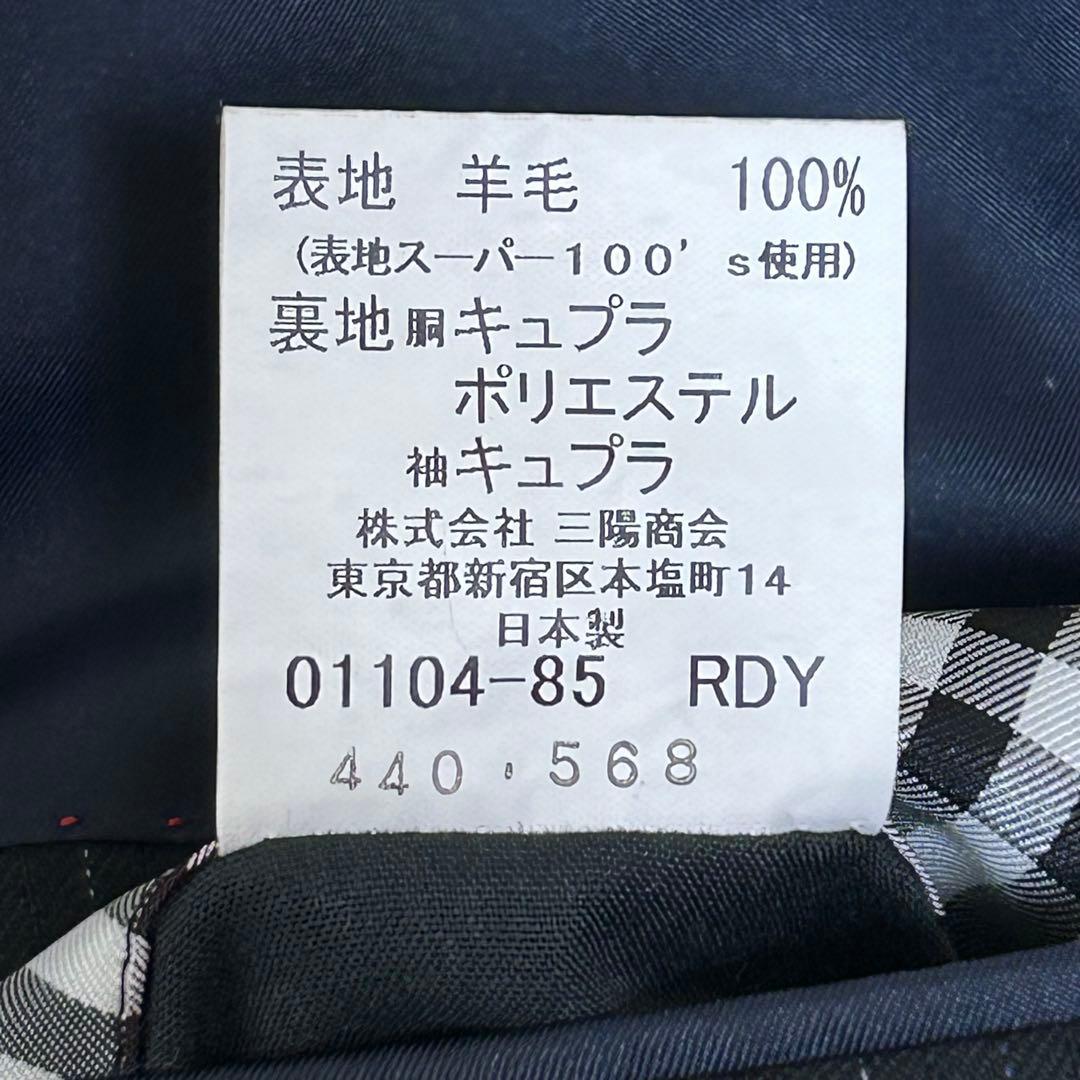 表地 羊毛 100%
(表地スーパー100's使用)
裏地 胴 キュプラ
ポリエステル
袖 キュプラ
株式会社 三陽商会
東京都新宿区本塩町14
日本製
01104-85 RDY
440.568